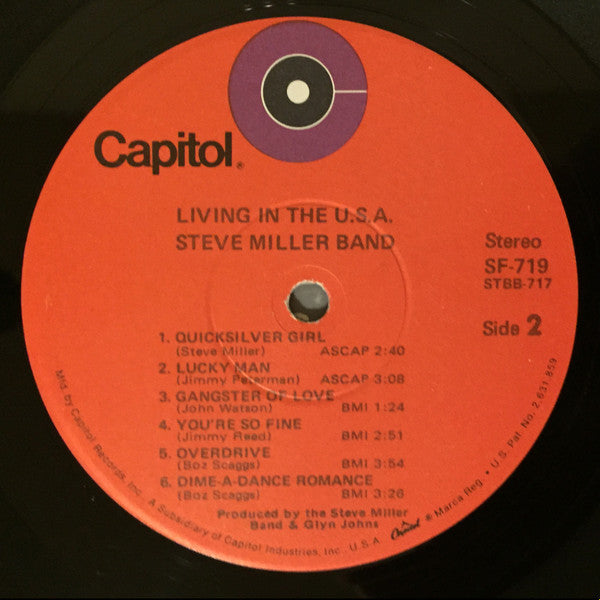 Capitol®
LIVING IN THE U.S.A.
STEVE MILLER BAND
Stereo
SF-719
STBB-717
Side 2
1. QUICKSILVER GIRL
(Steve Miller) ASCAP 2:40
2. LUCKY MAN
(Jimmy Peterman) ASCAP 3:08
3. GANGSTER OF LOVE
(John Watson) BMI 1:24
4. YOU'RE SO FINE
(Jimmy Reed) BMI 2:51
5. OVERDRIVE
(Boz Scaggs) BMI 3:54
6. DIME-A-DANCE ROMANCE
(Boz Scaggs) BMI 3:26
Produced by the Steve Miller
Band & Glyn Johns
Mfd. by Capitol Records, Inc. A Subsidiary of Capitol Industries, Inc. U.S.A. Capitol ® Marca Reg. • U.S. Pat. No. 2,631,859